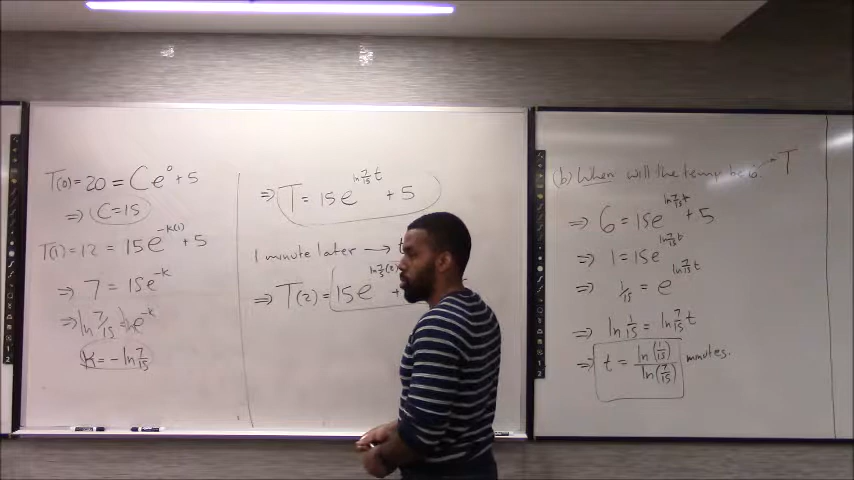 T(0) = 20 = Ce⁰ + 5
⇒ C = 15
T(1) = 12 = 15e^{-k(1)} + 5
⇒ 7 = 15e^{-k}
⇒ ln 7/15 = e^{-k}
k = -ln 7/15
⇒ T = 15e^{ln 7/15 t} + 5
1 minute later → t
⇒ T(2) = 15e^{ln 7/15 (2)} +
(b) When will the temp be 6. → T
⇒ 6 = 15e^{ln 7/15 t} + 5
⇒ 1 = 15e^{ln 7/15 t}
⇒ 1/15 = e^{ln 7/15 t}
⇒ ln 1/15 = ln 7/15 t
⇒ t = ln(1/15) / ln(7/15) minutes.